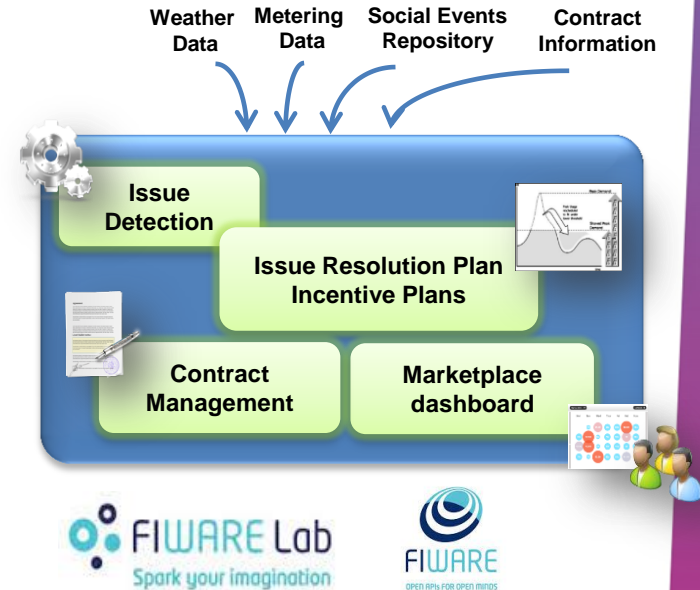 Weather
Data
Metering
Data
Social Events
Repository
Contract
Information
Issue
Detection
Issue Resolution Plan
Incentive Plans
Contract
Management
Marketplace
dashboard
FIWARE Lab
Spark your imagination
FIWARE
OPEN APIs FOR OPEN MINDS